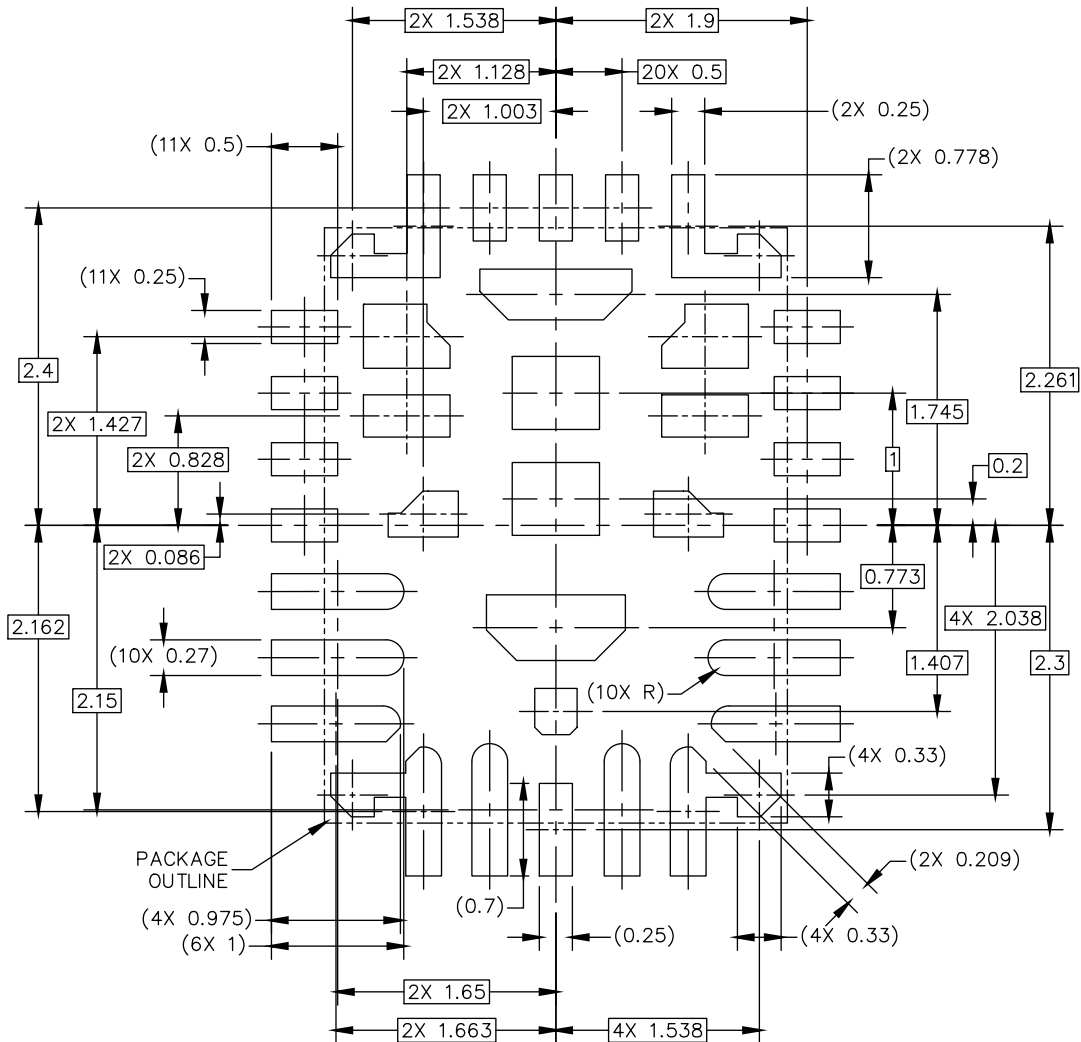 2X 1.538
2X 1.9
2X 1.128
20X 0.5
2X 1.003
(2X 0.25)
(11X 0.5)
(2X 0.778)
(11X 0.25)
2.4
2.261
2X 1.427
1.745
2X 0.828
1
0.2
2X 0.086
0.773
2.162
4X 2.038
(10X 0.27)
1.407
2.3
2.15
(10X R)
(4X 0.33)
PACKAGE
OUTLINE
(2X 0.209)
(0.7)
(4X 0.975)
(0.25)
(4X 0.33)
(6X 1)
2X 1.65
2X 1.663
4X 1.538